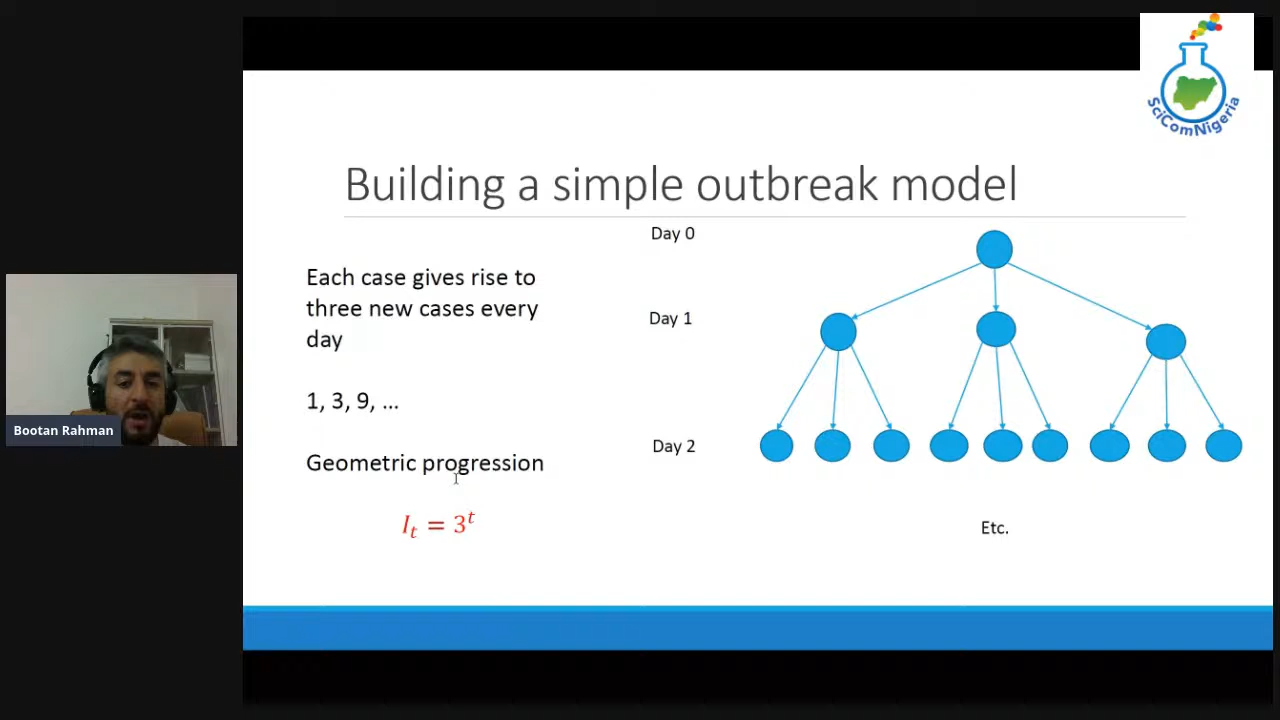 SciComNigeria
Building a simple outbreak model
Day 0
Each case gives rise to
three new cases every
day
Day 1
1, 3, 9, ...
Bootan Rahman
Day 2
Geometric progression
I_t = 3^t
Etc.